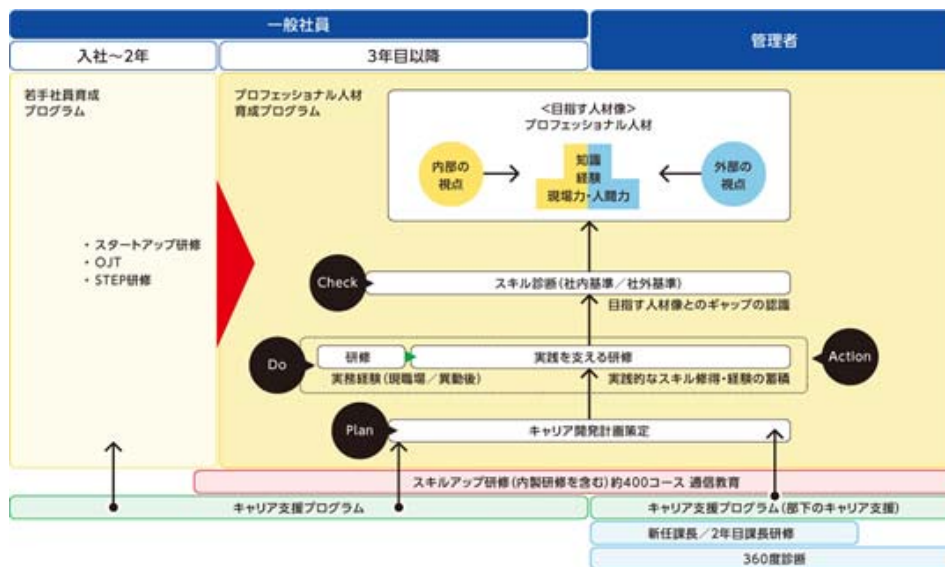 一般社員
管理者
入社～2年
3年目以降
若手社員育成
プログラム
プロフェッショナル人材
育成プログラム
<目指す人材像>
プロフェッショナル人材
内部の
視点
知識
経験
現場力・人間力
外部の
視点
・スタートアップ研修
・OJT
・STEP研修
Check
スキル診断(社内基準／社外基準)
目指す人材像とのギャップの認識
Do
研修
実践を支える研修
Action
実務経験(現職場／異動後)
実践的なスキル修得・経験の蓄積
Plan
キャリア開発計画策定
スキルアップ研修(内製研修を含む)約400コース 通信教育
キャリア支援プログラム
キャリア支援プログラム(部下のキャリア支援)
新任課長／2年目課長研修
360度診断